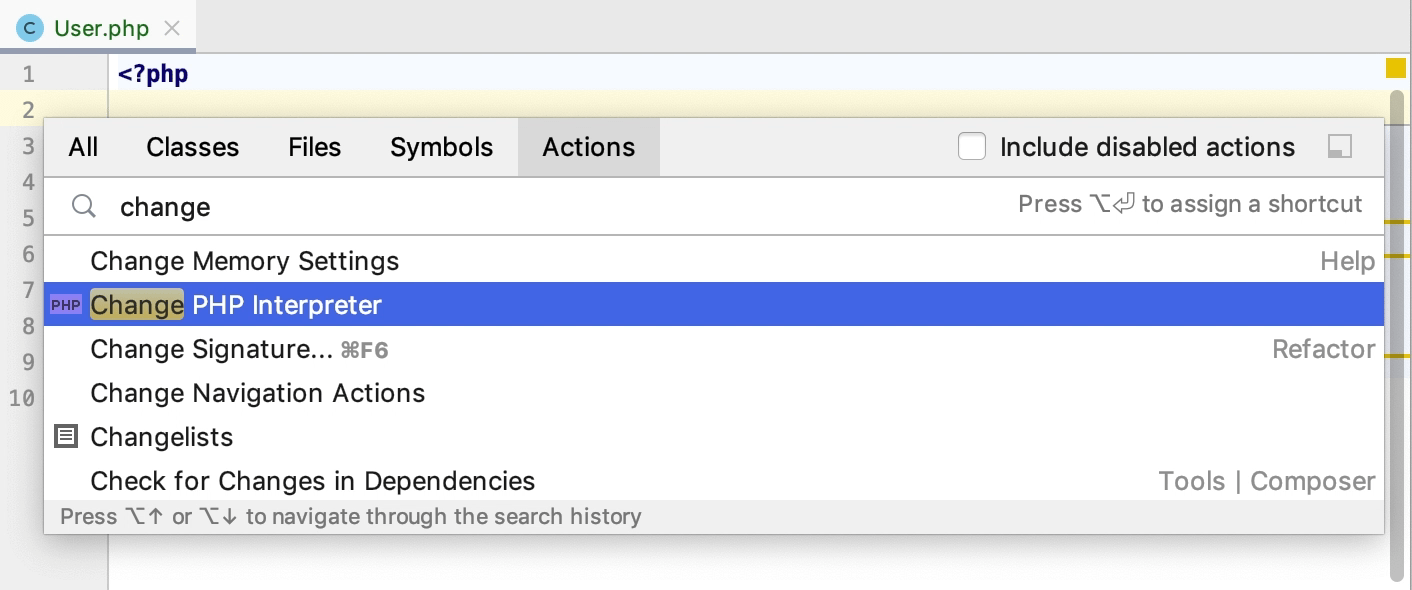 C User.php
1 <?php
2
All Classes Files Symbols Actions Include disabled actions
3
change Press ⌥⏎ to assign a shortcut
4
5
Change Memory Settings Help
6
PHP Change PHP Interpreter
7
Change Signature... ⌘F6 Refactor
8
Change Navigation Actions
9
10
Changelists
Check for Changes in Dependencies Tools | Composer
Press ⌥↑ or ⌥↓ to navigate through the search history